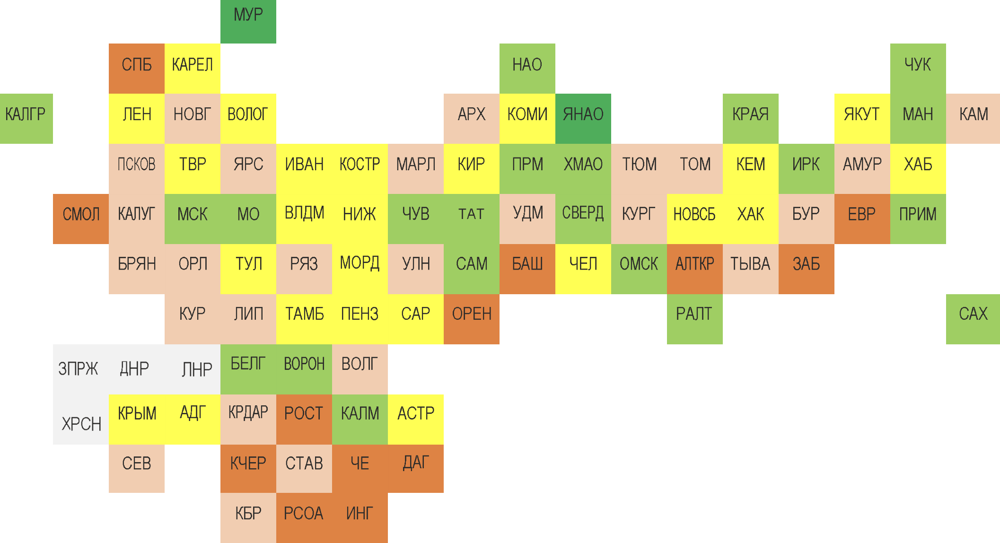 МУР
СПБ КАРЕЛ НАО ЧУК
КАЛГР ЛЕН НОВГ ВОЛОГ АРХ КОМИ ЯНАО КРАЯ ЯКУТ МАН КАМ
ПСКОВ ТВР ЯРС ИВАН КОСТР МАРЛ КИР ПРМ ХМАО ТЮМ ТОМ КЕМ ИРК АМУР ХАБ
СМОЛ КАЛУГ МСК МО ВЛДМ НИЖ ЧУВ ТАТ УДМ СВЕРД КУРГ НОВСБ ХАК БУР ЕВР ПРИМ
БРЯН ОРЛ ТУЛ РЯЗ МОРД УЛН САМ БАШ ЧЕЛ ОМСК АЛТКР ТЫВА ЗАБ
КУР ЛИП ТАМБ ПЕНЗ САР ОРЕН РАЛТ САХ
ЗПРЖ ДНР ЛНР БЕЛГ ВОРОН ВОЛГ
ХРСН КРЫМ АДГ КРДАР РОСТ КАЛМ АСТР
СЕВ КЧЕР СТАВ ЧЕ ДАГ
КБР РСОА ИНГ